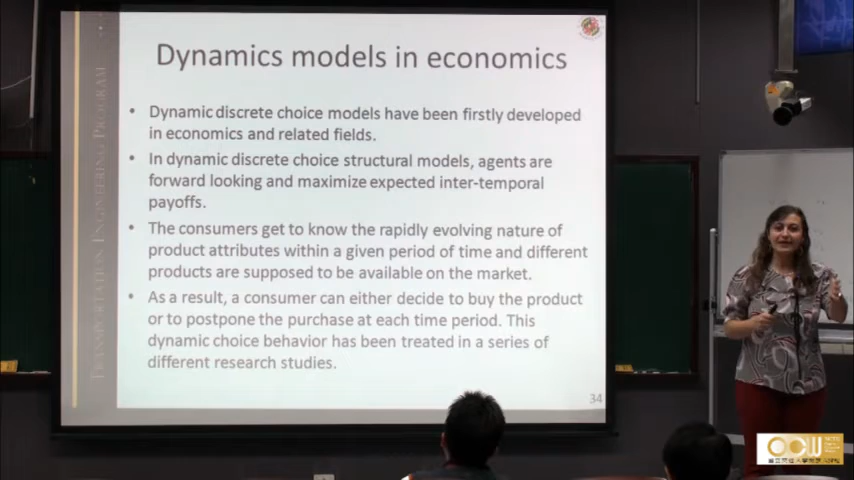 Dynamics models in economics
• Dynamic discrete choice models have been firstly developed
in economics and related fields.
• In dynamic discrete choice structural models, agents are
forward looking and maximize expected inter-temporal
payoffs.
• The consumers get to know the rapidly evolving nature of
product attributes within a given period of time and different
products are supposed to be available on the market.
• As a result, a consumer can either decide to buy the product
or to postpone the purchase at each time period. This
dynamic choice behavior has been treated in a series of
different research studies.
34
TRANSPORTATION ENGINEERING PROGRAM
OCW